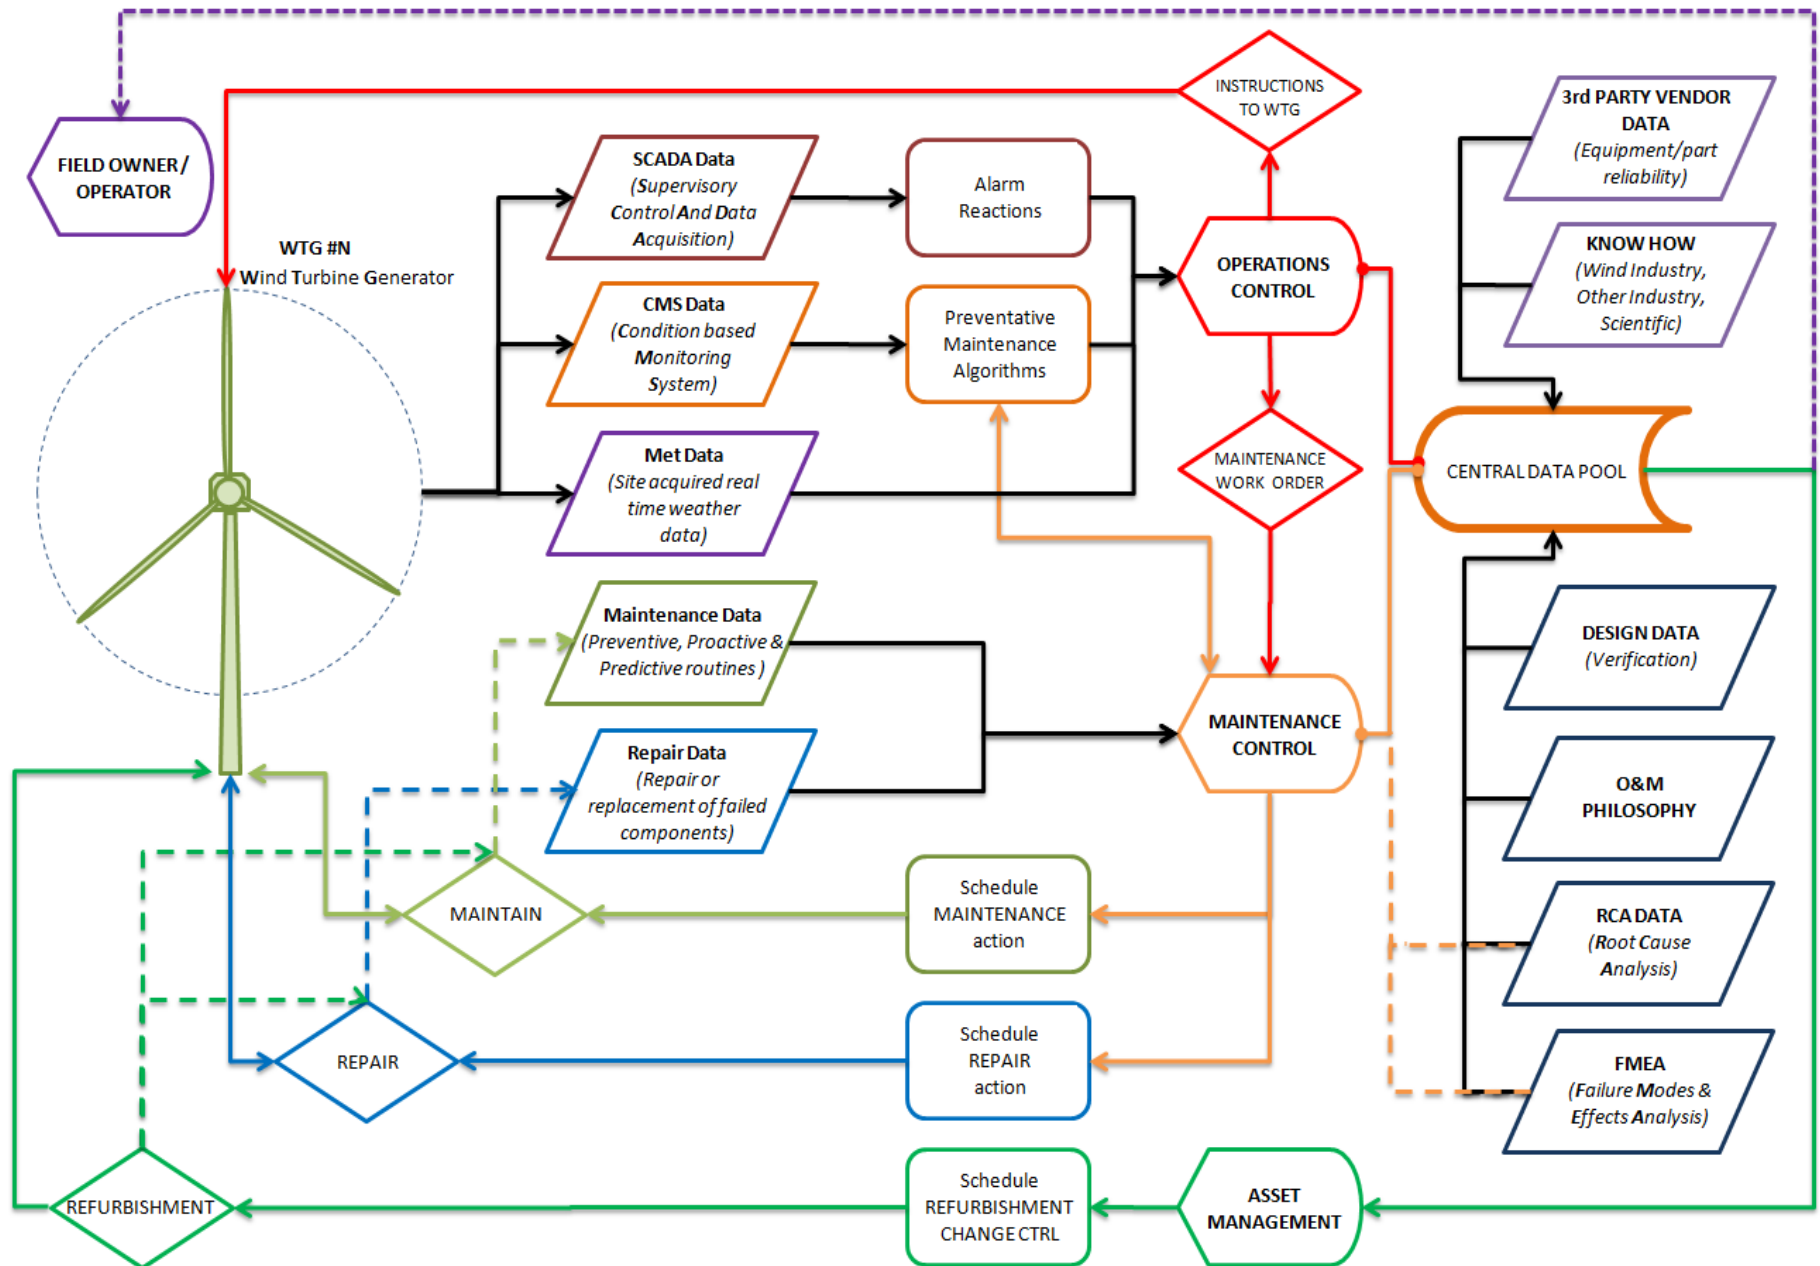 INSTRUCTIONS
TO WTG
3rd PARTY VENDOR
DATA
(Equipment/part
reliability)
FIELD OWNER /
OPERATOR
SCADA Data
(Supervisory
Control And Data
Acquisition)
Alarm
Reactions
WTG #N
Wind Turbine Generator
OPERATIONS
CONTROL
KNOW HOW
(Wind Industry,
Other Industry,
Scientific)
CMS Data
(Condition based
Monitoring
System)
Preventative
Maintenance
Algorithms
Met Data
(Site acquired real
time weather
data)
MAINTENANCE
WORK ORDER
CENTRAL DATA POOL
Maintenance Data
(Preventive, Proactive &
Predictive routines )
DESIGN DATA
(Verification)
Repair Data
(Repair or
replacement of failed
components)
MAINTENANCE
CONTROL
O&M
PHILOSOPHY
MAINTAIN
Schedule
MAINTENANCE
action
RCA DATA
(Root Cause
Analysis)
REPAIR
Schedule
REPAIR
action
FMEA
(Failure Modes &
Effects Analysis)
REFURBISHMENT
Schedule
REFURBISHMENT
CHANGE CTRL
ASSET
MANAGEMENT